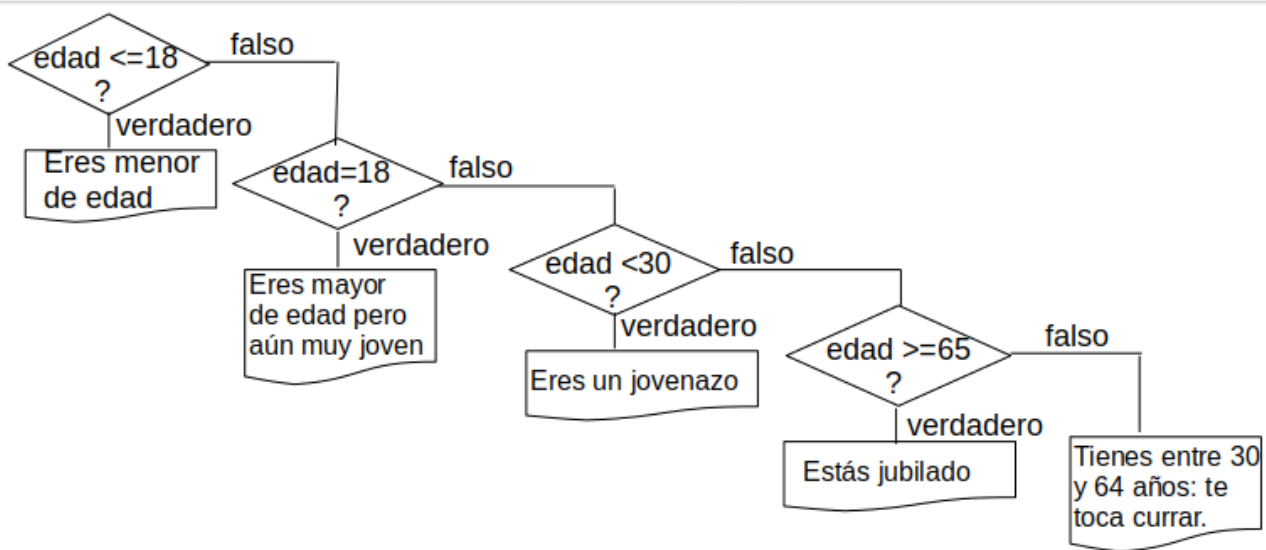 edad <=18
?
falso
verdadero
Eres menor
de edad
edad=18
?
falso
verdadero
Eres mayor
de edad pero
aún muy joven
edad <30
?
falso
verdadero
Eres un jovenazo
edad >=65
?
falso
verdadero
Estás jubilado
Tienes entre 30
y 64 años: te
toca currar.